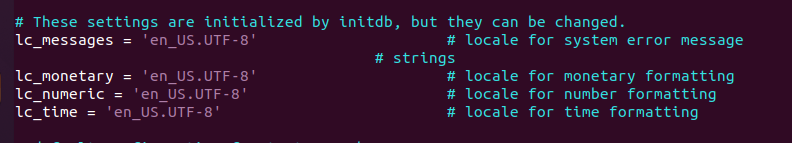 # These settings are initialized by initdb, but they can be changed.
lc_messages = 'en_US.UTF-8' # locale for system error message
# strings
lc_monetary = 'en_US.UTF-8' # locale for monetary formatting
lc_numeric = 'en_US.UTF-8' # locale for number formatting
lc_time = 'en_US.UTF-8' # locale for time formatting